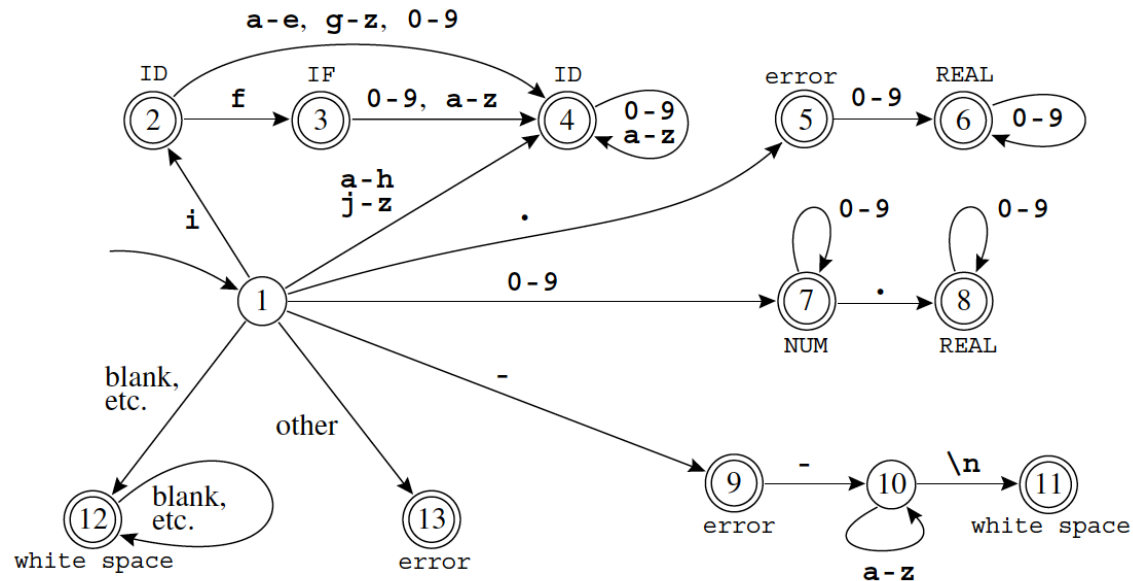 a-e, g-z, 0-9
ID IF ID error REAL
2 f 3 0-9, a-z 4 0-9 a-z 5 0-9 6 0-9
i
a-h
j-z
.
0-9 0-9
1 0-9 7 . 8
NUM REAL
blank,
etc.
other
-
blank,
etc.
12 13 9 - 10 \n 11
white space error error white space
a-z